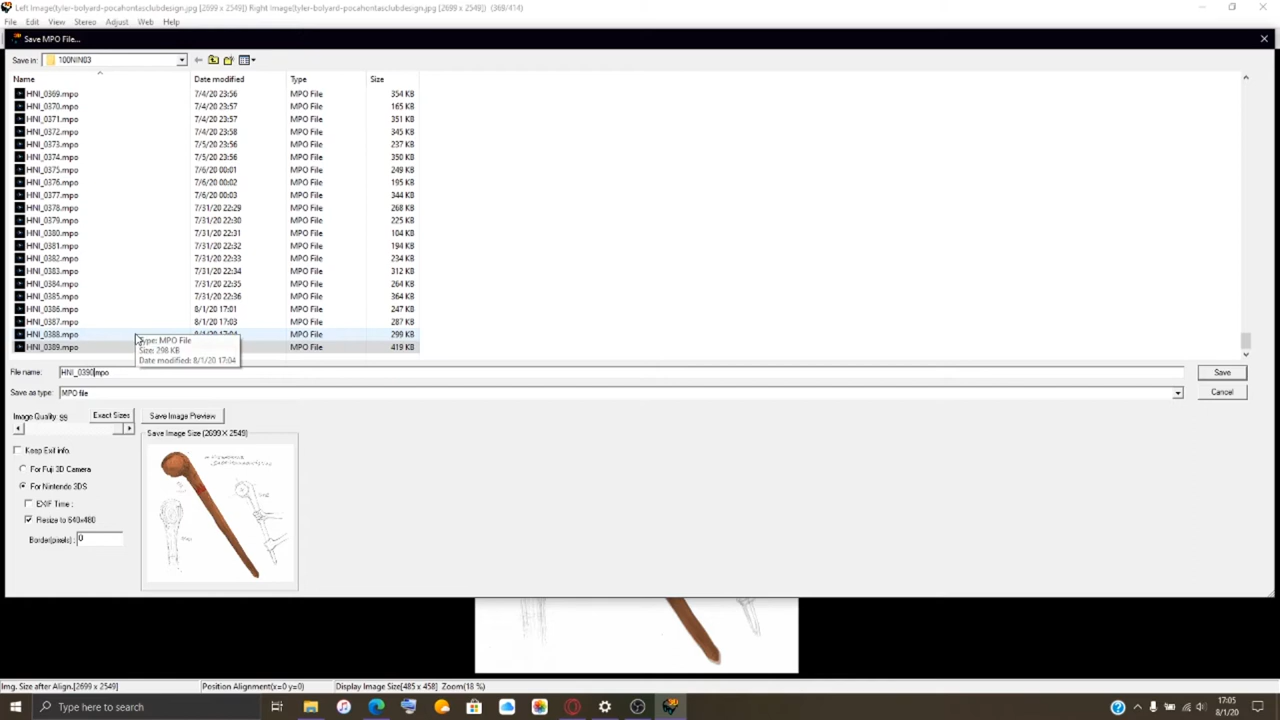 Left Image(tyler-bolyard-pocahontasclubdesign.jpg [2699 x 2549) Right Image(tyler-bolyard-pocahontasclubdesign.jpg [2699 x 2549) (369/414)
File Edit View Stereo Adjust Web Help
Save MPO File...
Save in: 100NIN03
Name Date modified Type Size
HNI_0369.mpo 7/4/20 23:56 MPO File 354 KB
HNI_0370.mpo 7/4/20 23:57 MPO File 165 KB
HNI_0371.mpo 7/4/20 23:57 MPO File 351 KB
HNI_0372.mpo 7/4/20 23:58 MPO File 345 KB
HNI_0373.mpo 7/5/20 23:56 MPO File 237 KB
HNI_0374.mpo 7/5/20 23:56 MPO File 350 KB
HNI_0375.mpo 7/6/20 00:01 MPO File 249 KB
HNI_0376.mpo 7/6/20 00:02 MPO File 195 KB
HNI_0377.mpo 7/6/20 00:03 MPO File 344 KB
HNI_0378.mpo 7/31/20 22:29 MPO File 268 KB
HNI_0379.mpo 7/31/20 22:30 MPO File 225 KB
HNI_0380.mpo 7/31/20 22:31 MPO File 104 KB
HNI_0381.mpo 7/31/20 22:32 MPO File 194 KB
HNI_0382.mpo 7/31/20 22:33 MPO File 234 KB
HNI_0383.mpo 7/31/20 22:34 MPO File 312 KB
HNI_0384.mpo 7/31/20 22:35 MPO File 264 KB
HNI_0385.mpo 7/31/20 22:36 MPO File 364 KB
HNI_0386.mpo 8/1/20 17:01 MPO File 247 KB
HNI_0387.mpo 8/1/20 17:03 MPO File 287 KB
HNI_0388.mpo 8/1/20 17:04 MPO File 299 KB
HNI_0389.mpo MPO File 419 KB
Type: MPO File
Size: 298 KB
Date modified: 8/1/20 17:04
File name: HNI_0390.mpo Save
Save as type: MPO file Cancel
Image Quality: 99 Exact Sizes Save Image Preview
Save Image Size [2699 X 2549]
Keep Exif info.
For Fuji 3D Camera
For Nintendo 3DS
EXIF Time :
Resize to 640x480
Border(pixels): 0
Img. Size after Align.[2699 x 2549] Position Alignment(x=0 y=0) Display Image Size[485 x 458] Zoom(18 %)
Type here to search 17:05
8/1/20